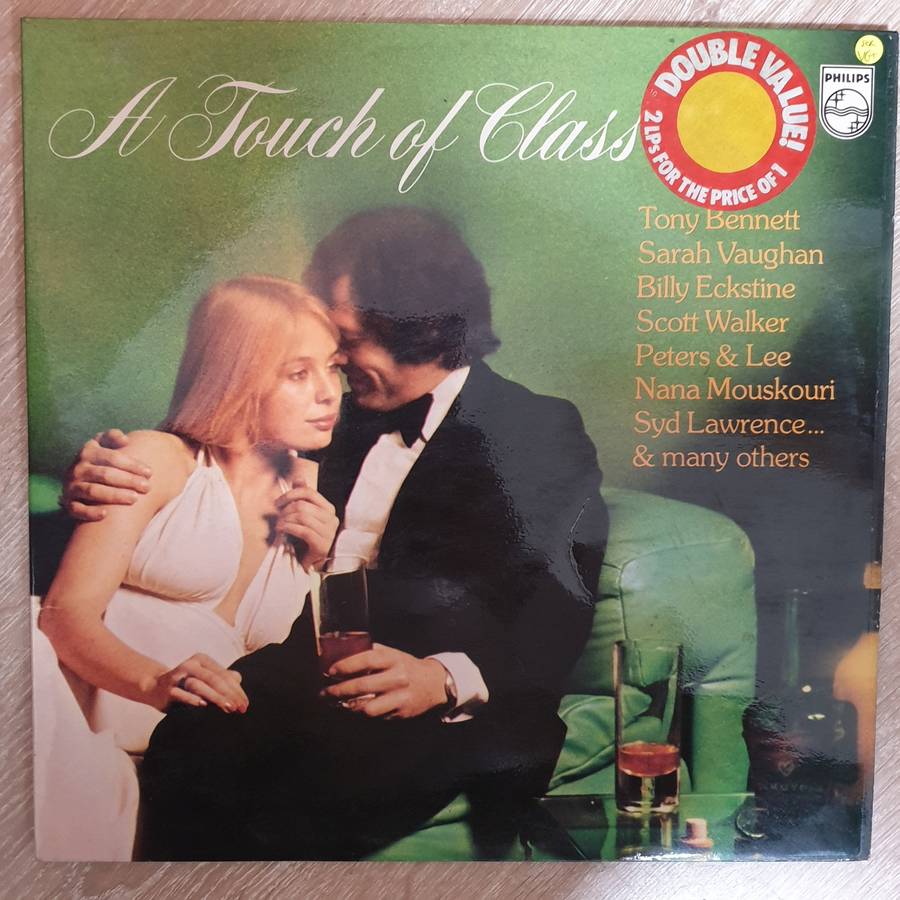 A Touch of Class
DOUBLE VALUE!
2 LPs FOR THE PRICE OF 1
PHILIPS
Tony Bennett
Sarah Vaughan
Billy Eckstine
Scott Walker
Peters & Lee
Nana Mouskouri
Syd Lawrence...
& many others